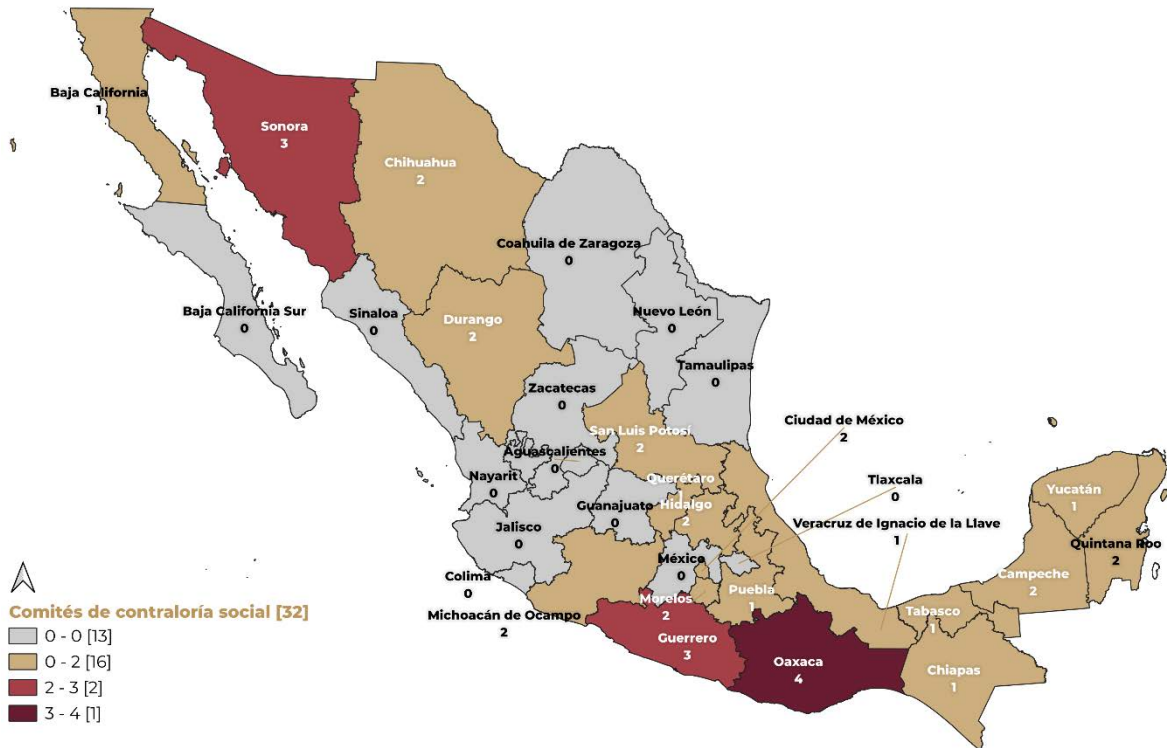 Baja California
1
Sonora
3
Chihuahua
2
Coahuila de Zaragoza
0
Baja California Sur
0
Sinaloa
0
Durango
2
Nuevo León
0
Tamaulipas
0
Zacatecas
0
San Luis Potosí
2
Ciudad de México
2
Aguascalientes
0
Nayarit
0
Querétaro
1
Tlaxcala
0
Yucatán
1
Guanajuato
0
Hidalgo
2
Jalisco
0
Veracruz de Ignacio de la Llave
1
Quintana Roo
2
México
0
Campeche
2
Colima
0
Morelos
2
Puebla
1
Tabasco
1
Michoacán de Ocampo
2
Guerrero
3
Oaxaca
4
Chiapas
1
Comités de contraloría social [32]
0 - 0 [13]
0 - 2 [16]
2 - 3 [2]
3 - 4 [1]